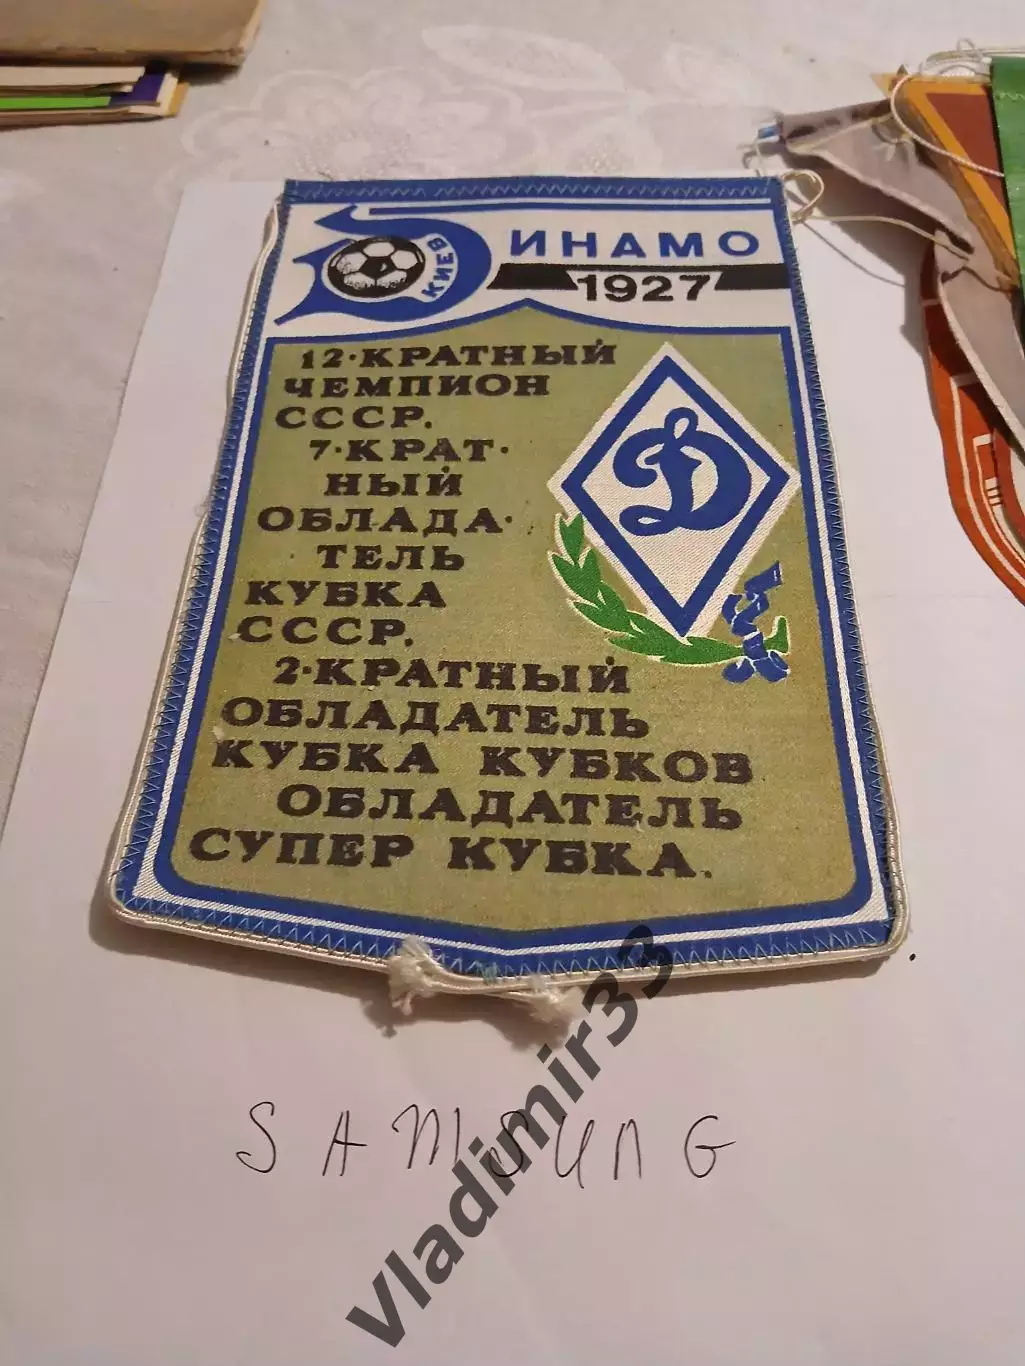 ДИНАМО
КИЕВ
1927
12·КРАТНЫЙ
ЧЕМПИОН
СССР.
7·КРАТ·
НЫЙ
ОБЛАДА·
ТЕЛЬ
КУБКА
СССР.
2·КРАТНЫЙ
ОБЛАДАТЕЛЬ
КУБКА КУБКОВ
ОБЛАДАТЕЛЬ
СУПЕР КУБКА.
Д
SAMSUNG
Vladimir33